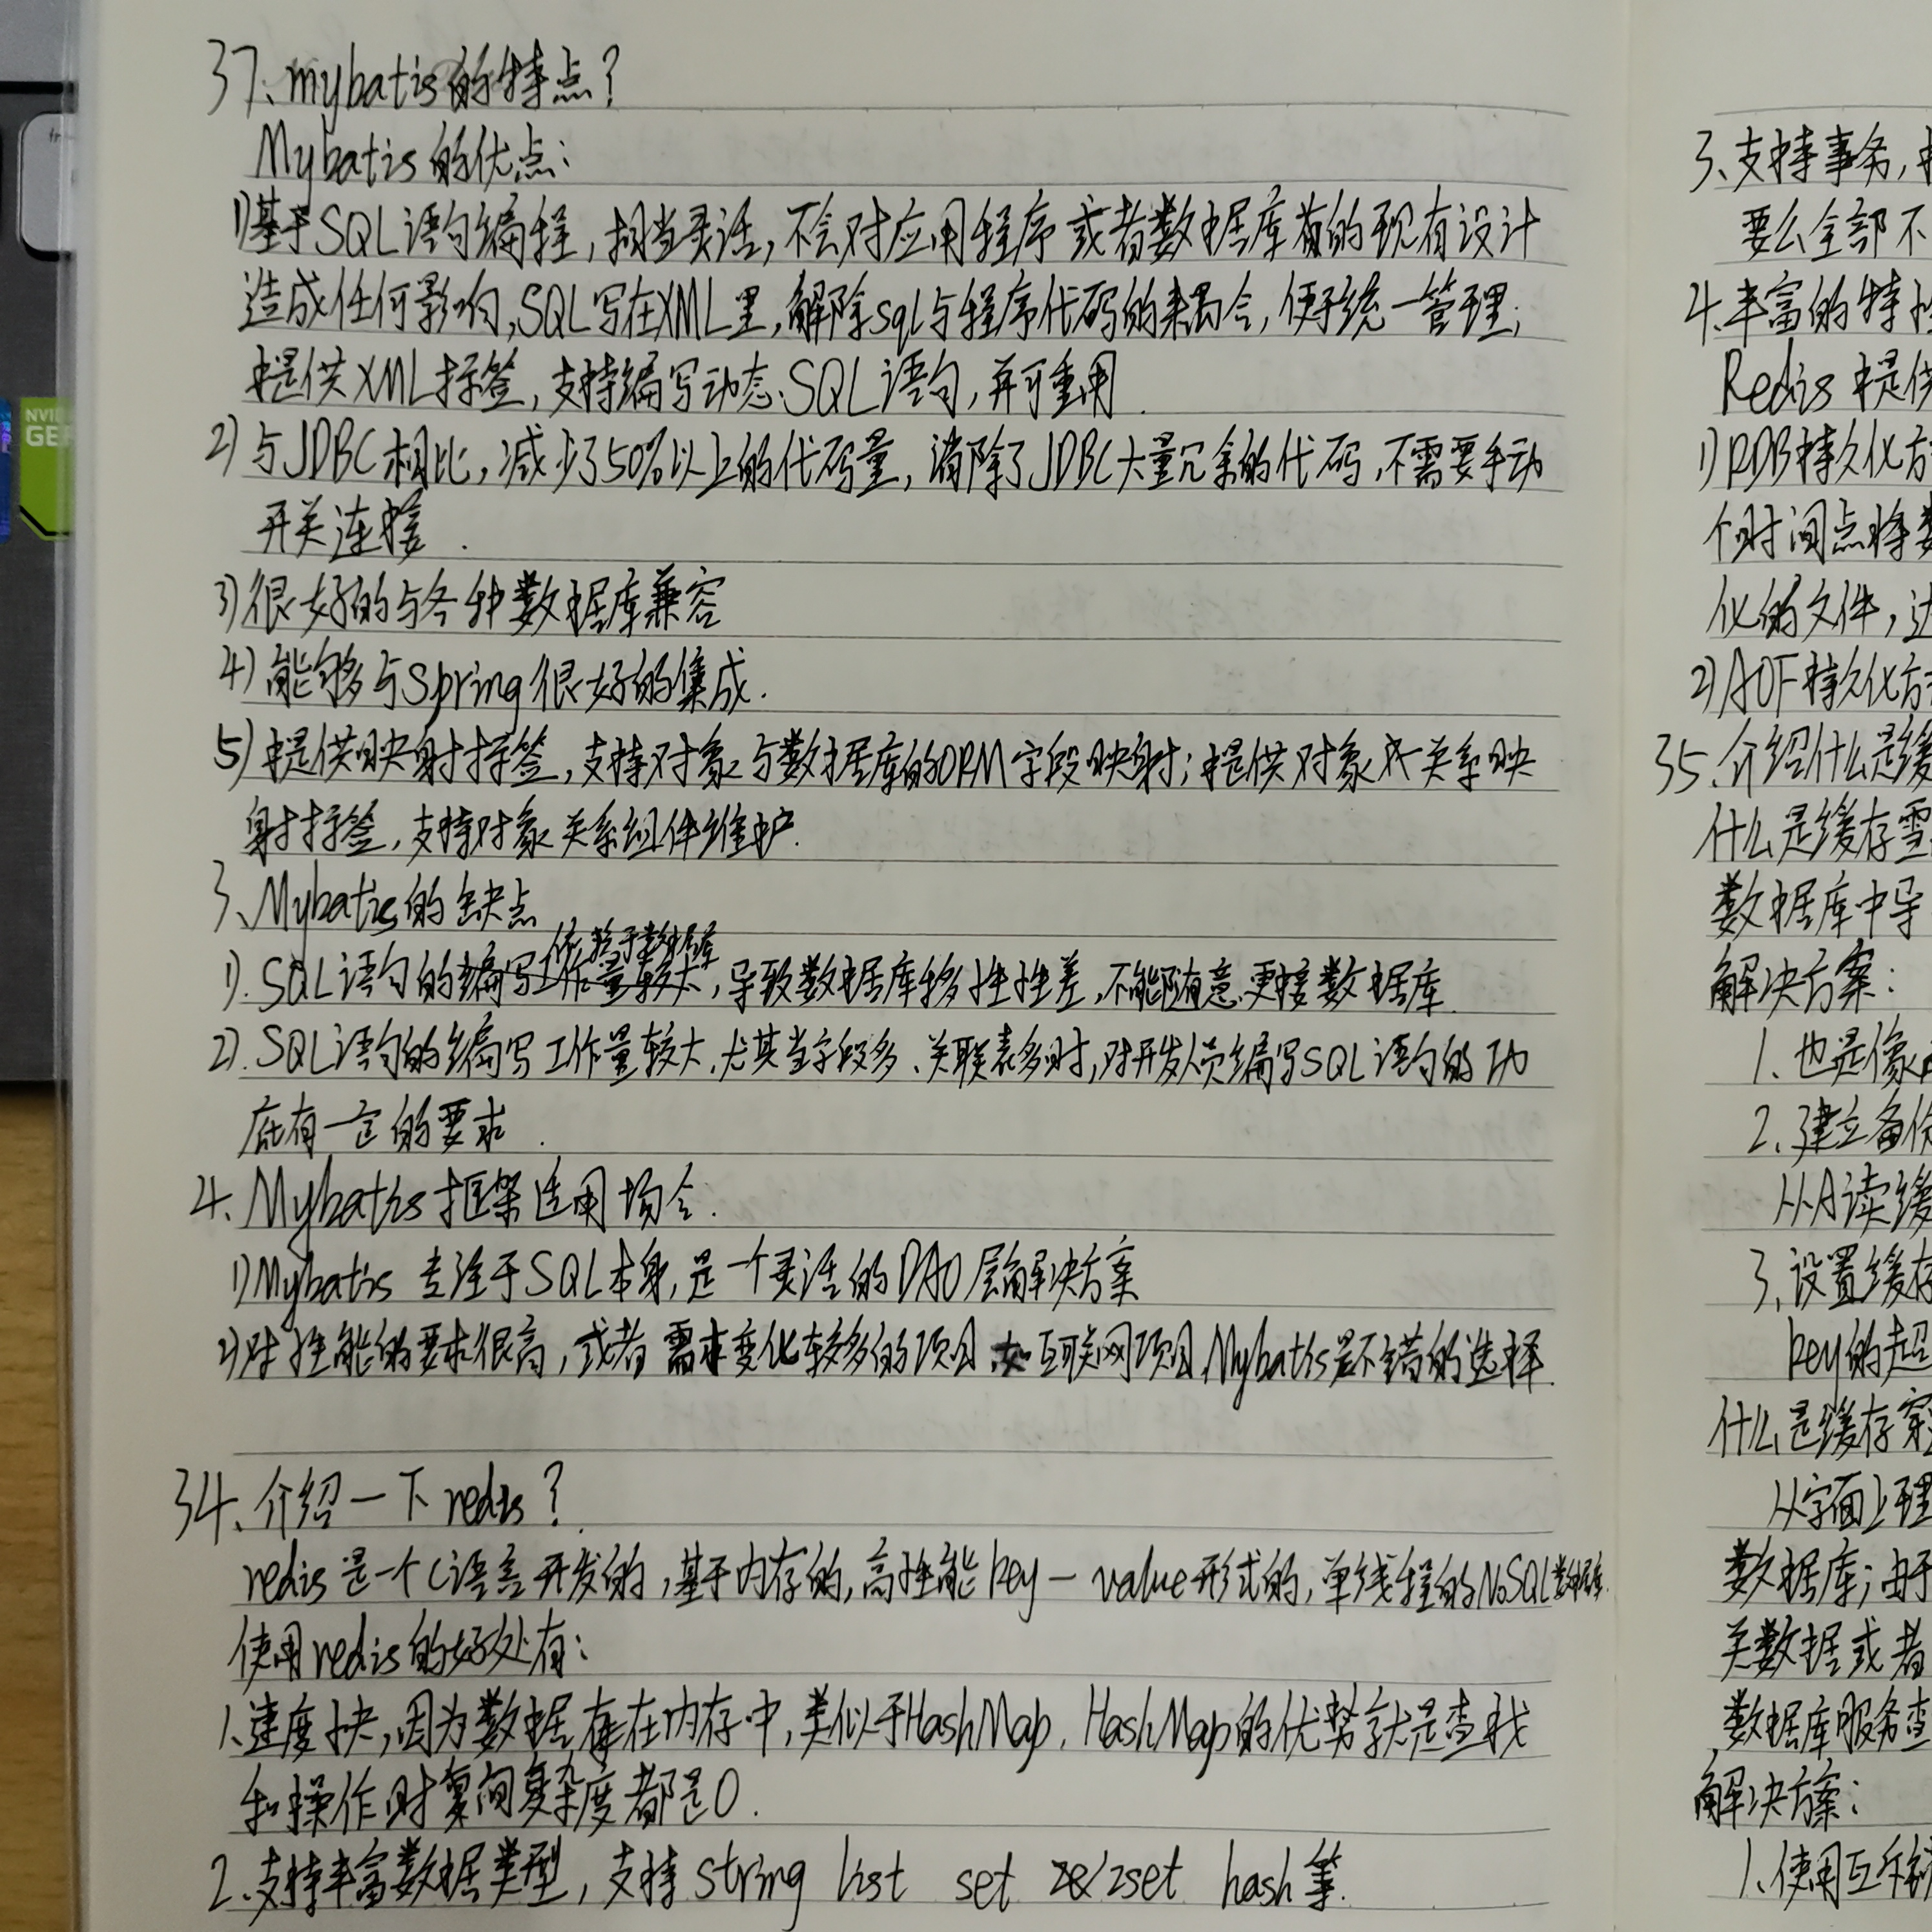 37、mybatis的特点?
Mybatis的优点:
1)基于SQL语句编程,相当灵活,不会对应用程序或者数据库的现有设计
造成任何影响,SQL写在XML里,解除sql与程序代码的耦合,便于统一管理;
提供XML标签,支持编写动态SQL语句,并可重用.
2)与JDBC相比,减少了50%以上的代码量,消除了JDBC大量冗余的代码,不需要手动
开关连接.
3)很好的与各种数据库兼容
4)能够与Spring很好的集成.
5)提供映射标签,支持对象与数据库的ORM字段映射;提供对象关系映
射标签,支持对象关系组件维护.
3、Mybatis的缺点
依赖于数据库
1).SQL语句的编写工作量较大,导致数据库移植性差,不能随意更换数据库.
2).SQL语句的编写工作量较大,尤其当字段多、关联表多时,对开发人员编写SQL语句的功
底有一定的要求.
4、Mybatis框架适用场合:
1)Mybatis专注于SQL本身,是一个灵活的DAO层解决方案
2)对性能的要求很高,或者需求变化较多的项目,如互联网项目,Mybatis是不错的选择.
34、介绍一下redis?
redis是一个C语言开发的,基于内存的,高性能key-value形式的,单线程的NoSQL数据库.
使用redis的好处有:
1、速度快,因为数据存在内存中,类似于HashMap,HashMap的优势就是查找
和操作时间复杂度都是O.
2、支持丰富数据类型,支持string list set zset hash等.
3、支持事务,
要么全部不
4、丰富的特性
Redis提供
1)RDB持久化方
个时间点将数
化的文件,达
2)AOF持久化方
35、介绍什么是缓
什么是缓存雪
数据库中导
解决方案:
1、也是像
2、建立备份
从A读缓
3、设置缓存
key的超
什么是缓存穿
从字面上理
数据库;由于
关数据或者
数据库服务查
解决方案:
1、使用互斥锁
NVID
GEF